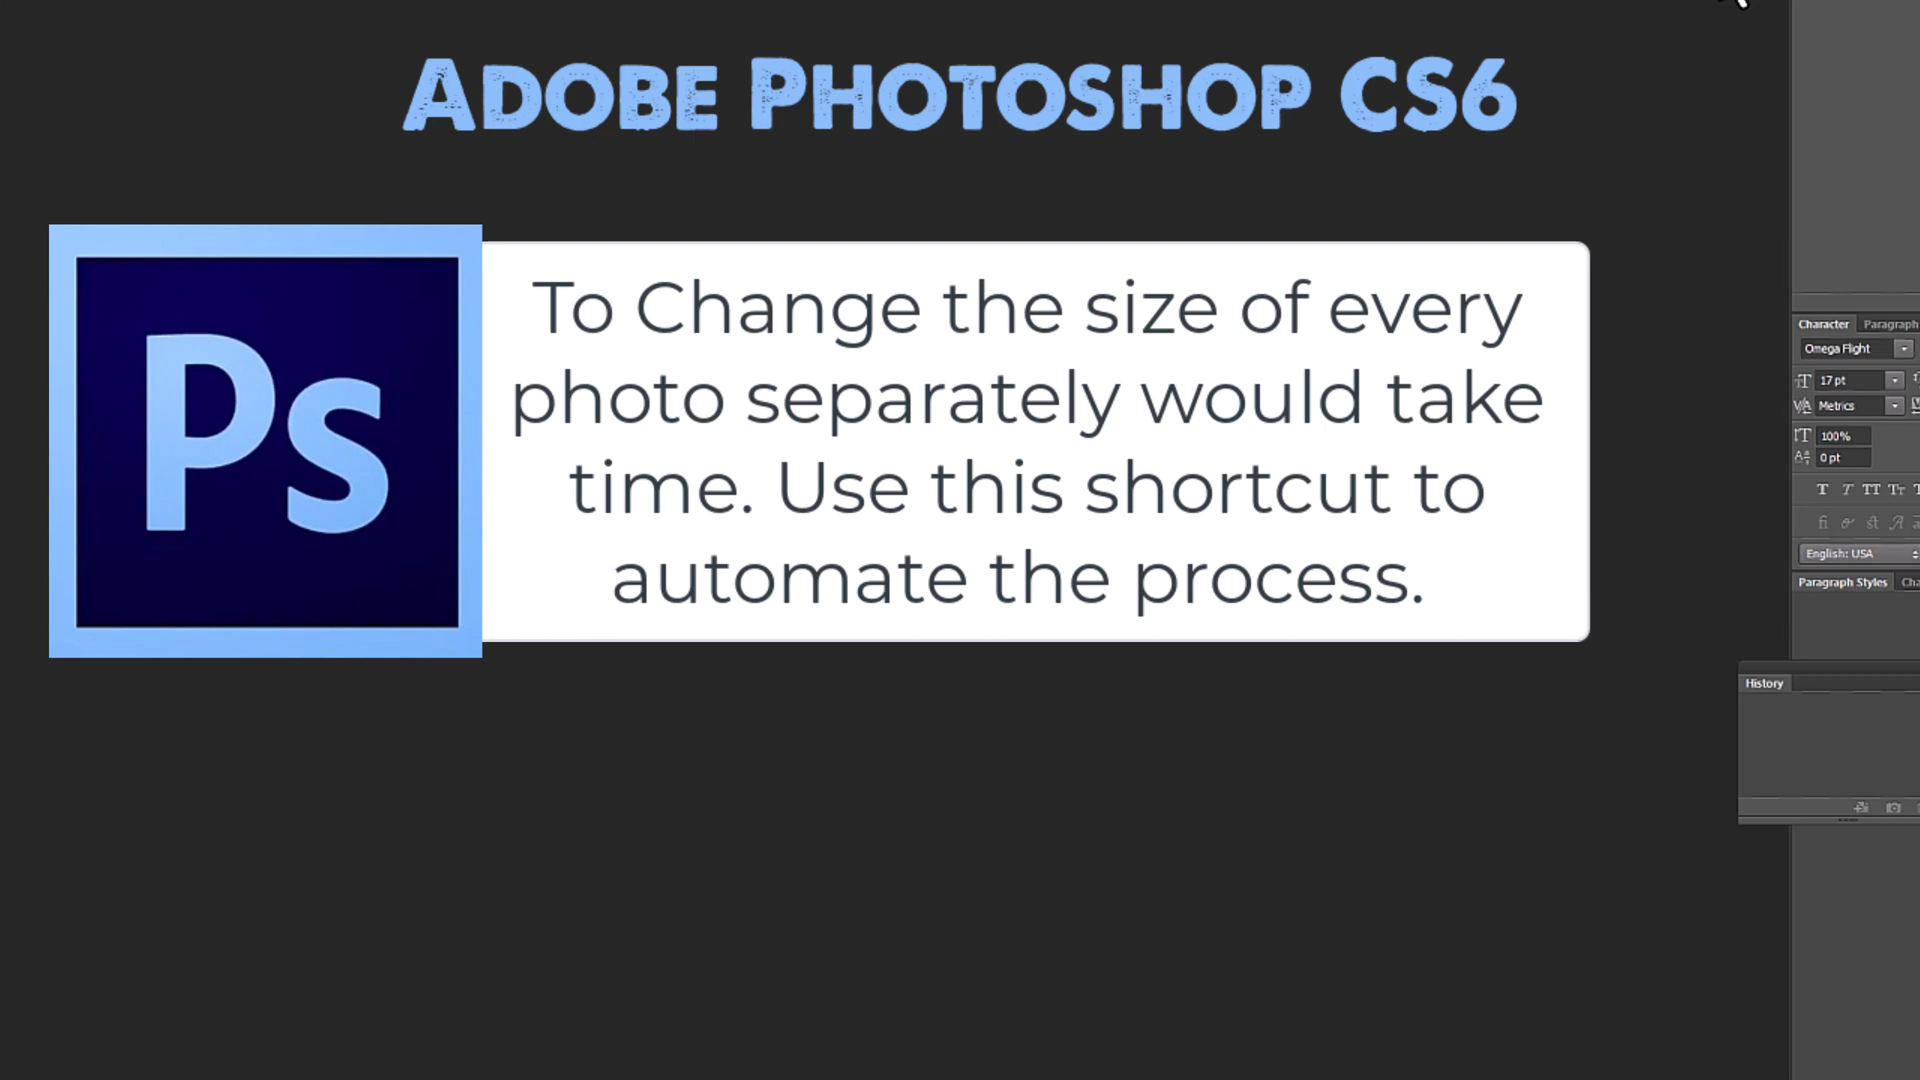 Adobe Photoshop CS6
Ps
To Change the size of every
photo separately would take
time. Use this shortcut to
automate the process.
Character Paragraph
Omega Flight
17 pt
Metrics
100%
0 pt
English: USA
Paragraph Styles
History